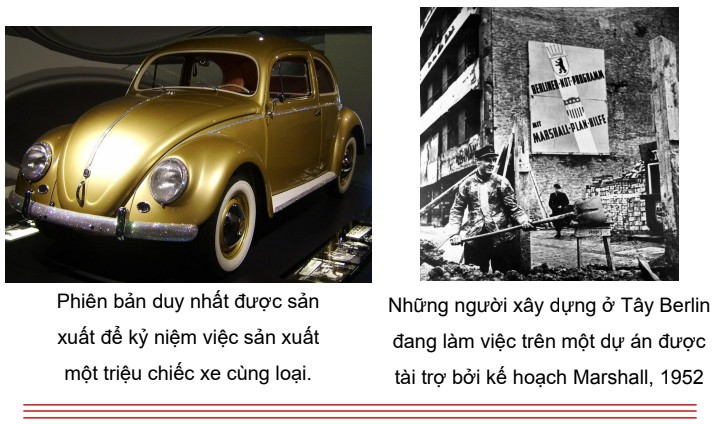 BERLINER-NOT-PROGRAMM
MIT
MARSHALL-PLAN-HILFE
Phiên bản duy nhất được sản
xuất để kỷ niệm việc sản xuất
một triệu chiếc xe cùng loại.
Những người xây dựng ở Tây Berlin
đang làm việc trên một dự án được
tài trợ bởi kế hoạch Marshall, 1952